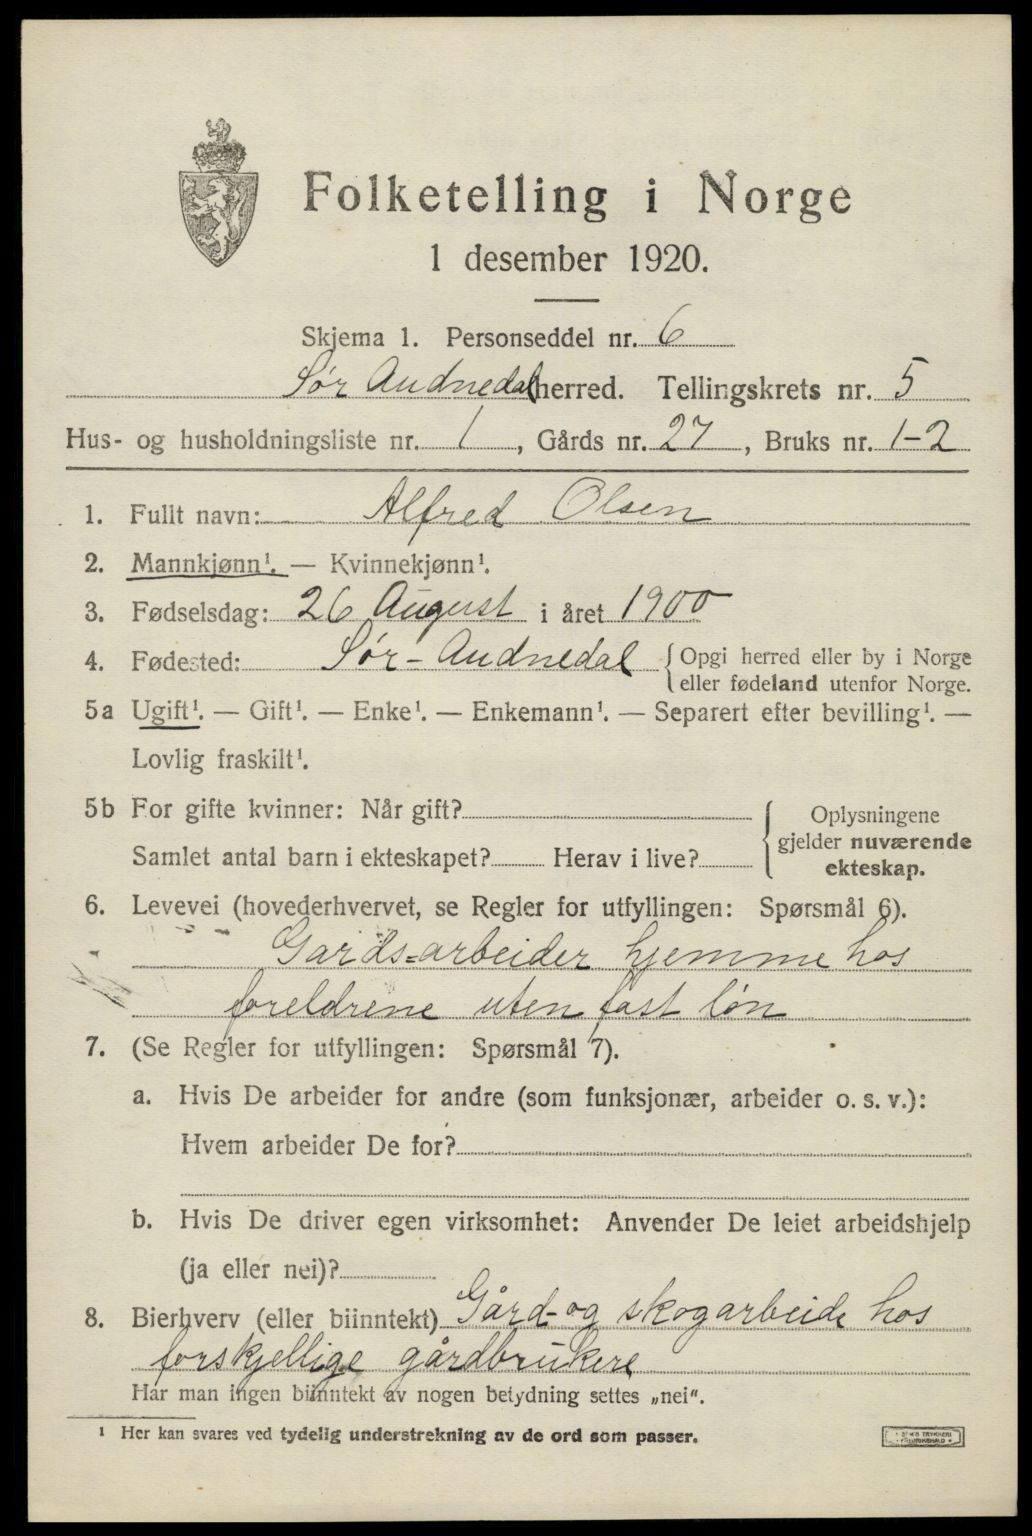 Folketelling i Norge
1 desember 1920.
Skjema 1. Personseddel nr. 6
Sør Audnedal herred. Tellingskrets nr. 5
Hus- og husholdningsliste nr. 1, Gårds nr. 27, Bruks nr. 1-2
1. Fullt navn: Alfred Olsen
2. Mannkjønn¹. — Kvinnekjønn¹.
3. Fødselsdag: 26 August i året 1900
4. Fødested: Sør-Audnedal { Opgi herred eller by i Norge
eller fødeland utenfor Norge.
5a Ugift¹. — Gift¹. — Enke¹. — Enkemann¹. — Separert efter bevilling¹. —
Lovlig fraskilt¹.
5b For gifte kvinner: Når gift? { Oplysningene
gjelder nuværende
Samlet antal barn i ekteskapet? Herav i live?
ekteskap.
6. Levevei (hovederhvervet, se Regler for utfyllingen: Spørsmål 6).
Gards=arbeider hjemme hos
foreldrene uten fast løn
7. (Se Regler for utfyllingen: Spørsmål 7).
a. Hvis De arbeider for andre (som funksjonær, arbeider o. s. v.):
Hvem arbeider De for?
b. Hvis De driver egen virksomhet: Anvender De leiet arbeidshjelp
(ja eller nei)?
8. Bierhverv (eller biinntekt) Gård-og skogarbeide hos
forskjellige gårdbrukere
Har man ingen biinntekt av nogen betydning settes „nei“.
¹ Her kan svares ved tydelig understrekning av de ord som passer.